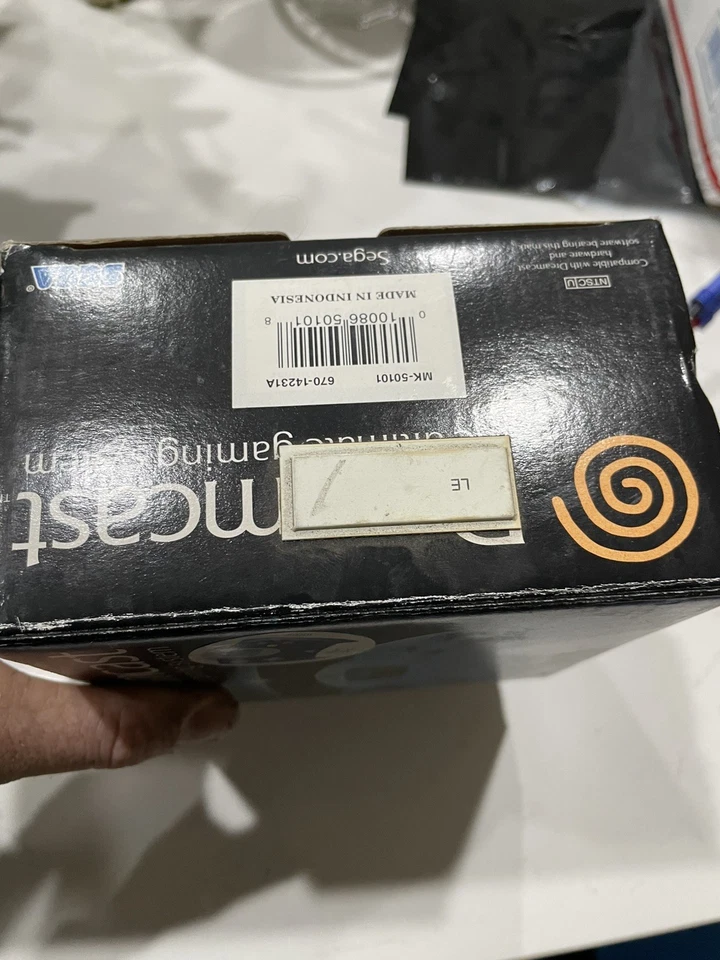 mcast™
LE
ultimate gaming system
MK-50101 670-14231A
0 10086 50101 8
MADE IN INDONESIA
NTSC U
Compatible with Dreamcast
hardware and
software bearing this mark.
Sega.com
SEGA®